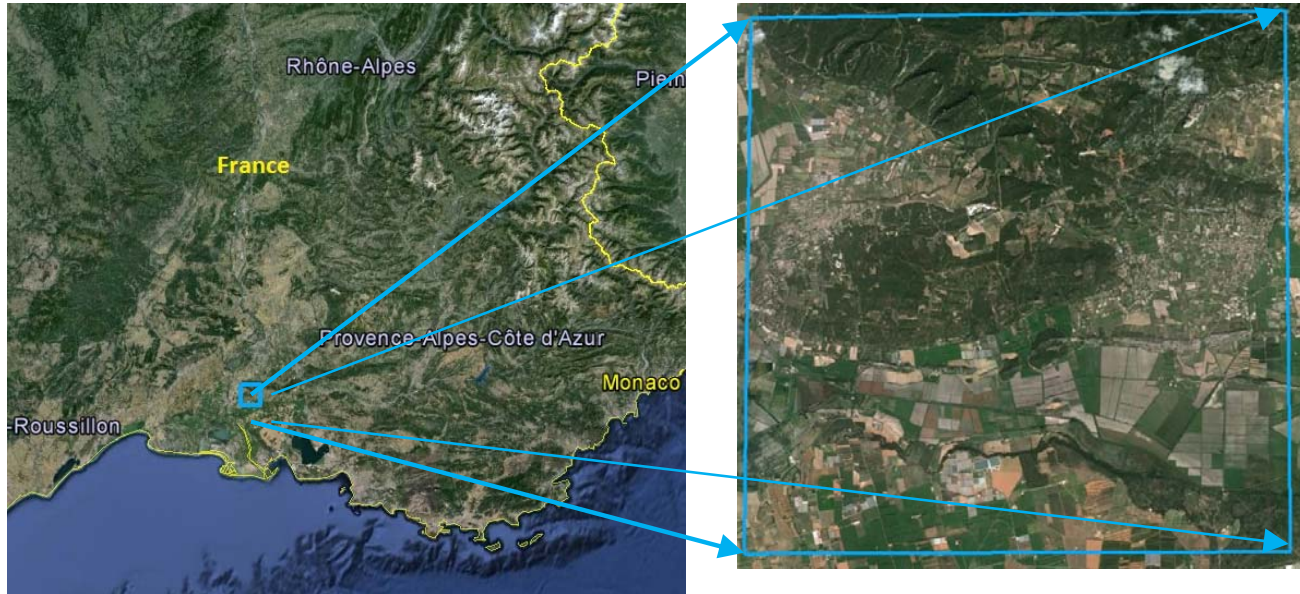 Rhône-Alpes
Piem
France
Provence-Alpes-Côte d'Azur
Monaco
-Roussillon